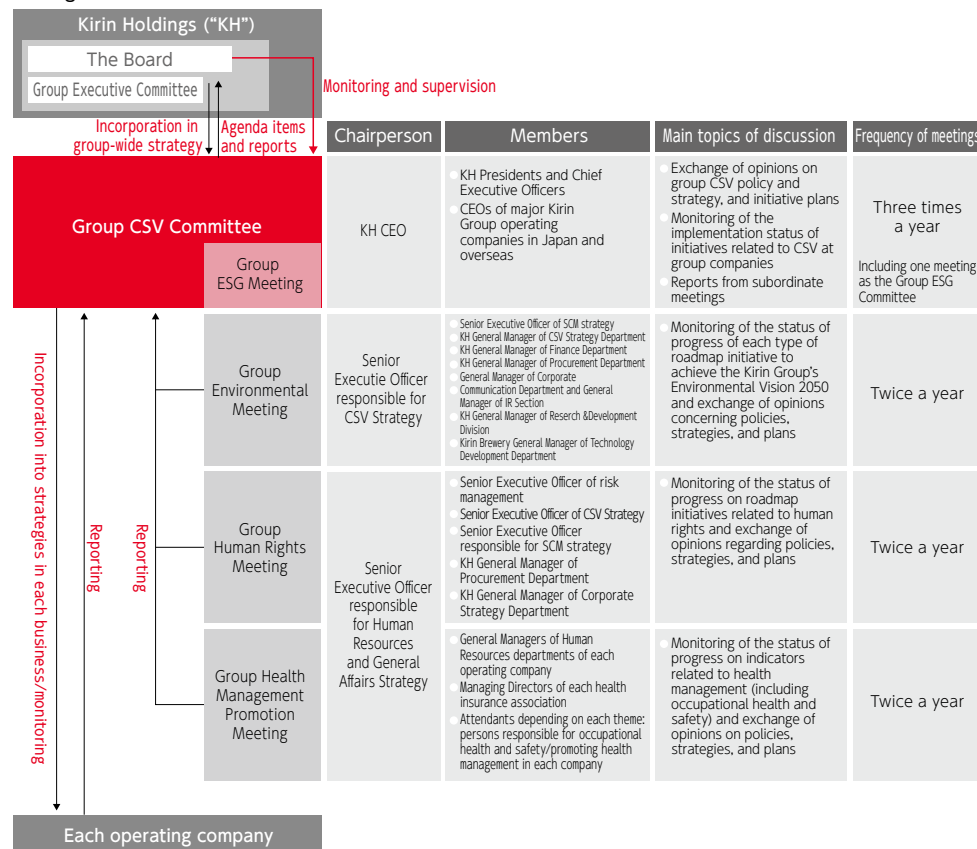 Kirin Holdings (“KH”)
The Board
Group Executive Committee
Monitoring and supervision
Incorporation in
group-wide strategy
Agenda items
and reports
Chairperson
Members
Main topics of discussion
Frequency of meetings
Group CSV Committee
Group
ESG Meeting
KH CEO
KH Presidents and Chief
Executive Officers
CEOs of major Kirin
Group operating
companies in Japan and
overseas
Exchange of opinions on
group CSV policy and
strategy, and initiative plans
Monitoring of the
implementation status of
initiatives related to CSV at
group companies
Reports from subordinate
meetings
Three times
a year
Including one meeting
as the Group ESG
Committee
Incorporation into strategies in each business/monitoring
Reporting
Reporting
Group
Environmental
Meeting
Senior
Executie Officer
responsible for
CSV Strategy
Senior Executive Officer of SCM strategy
KH General Manager of CSV Strategy Department
KH General Manager of Finance Department
KH General Manager of Procurement Department
General Manager of Corporate
Communication Department and General
Manager of IR Section
KH General Manager of Reserch &Development
Division
Kirin Brewery General Manager of Technology
Development Department
Monitoring of the status of
progress of each type of
roadmap initiative to
achieve the Kirin Group's
Environmental Vision 2050
and exchange of opinions
concerning policies,
strategies, and plans
Twice a year
Group
Human Rights
Meeting
Senior
Executive Officer
responsible
for Human
Resources
and General
Affairs Strategy
Senior Executive Officer of risk
management
Senior Executive Officer of CSV Strategy
Senior Executive Officer
responsible for SCM strategy
KH General Manager of
Procurement Department
KH General Manager of Corporate
Strategy Department
Monitoring of the status of
progress on roadmap
initiatives related to human
rights and exchange of
opinions regarding policies,
strategies, and plans
Twice a year
Group Health
Management
Promotion
Meeting
General Managers of Human
Resources departments of each
operating company
Managing Directors of each health
insurance association
Attendants depending on each theme:
persons responsible for occupational
health and safety/promoting health
management in each company
Monitoring of the status of
progress on indicators
related to health
management (including
occupational health and
safety) and exchange of
opinions on policies,
strategies, and plans
Twice a year
Each operating company